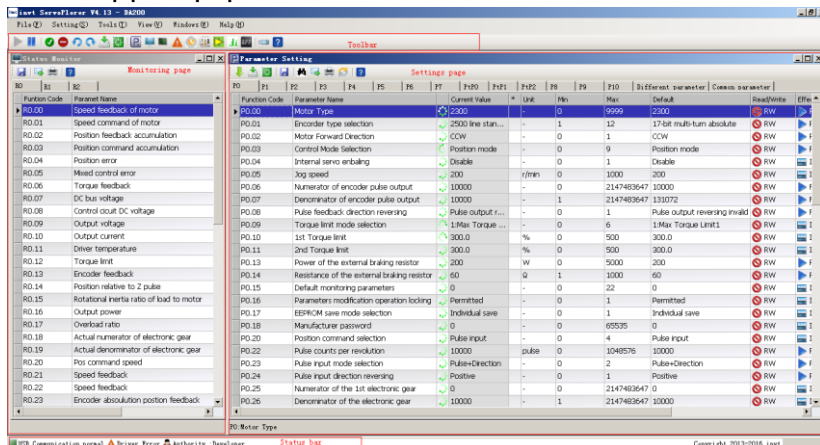 invt ServoPlorer V4.13 - DA200
File(F) Setting(S) Tools(T) View(V) Windows(W) Help(H)
Toolbar
Status Monitor
Monitoring page
R0 R1 R2
Funtion Code Paramet Name
R0.00 Speed feedback of motor
R0.01 Speed command of motor
R0.02 Position feedback accumulation
R0.03 Position command accumulation
R0.04 Position error
R0.05 Mixed control error
R0.06 Torque feedback
R0.07 DC bus voltage
R0.08 Control cicuit DC voltage
R0.09 Output voltage
R0.10 Output current
R0.11 Driver temperature
R0.12 Torque limit
R0.13 Encoder feedback
R0.14 Position relative to Z pulse
R0.15 Rotational inertia ratio of load to motor
R0.16 Output power
R0.17 Overload ratio
R0.18 Actual numerator of electronic gear
R0.19 Actual denorminator of electronic gear
R0.20 Pos command speed
R0.21 Speed feedback
R0.22 Speed feedback
R0.23 Encoder absoulution postion feedback
Parameter Setting
Settings page
P0 P1 P2 P3 P4 P5 P6 P7 PtP0 PtP1 PtP2 P8 P9 P10 Different parameter Common parameter
Function Code Parameter Name Current Value * Unit Min Max Default Read/Write Effec
P0.00 Motor Type 2300 - 0 9999 2300 RW
P0.01 Encorder type selection 2500 line stan... - 1 12 17-bit multi-turn absolute RW
P0.02 Motor Forward Direction CCW - 0 1 CCW RW
P0.03 Control Mode Selection Position mode - 0 9 Position mode RW
P0.04 Internal servo enbaling Disable - 0 1 Disable RW
P0.05 Jog speed 200 r/min 0 1000 200 RW
P0.06 Numerator of encoder pulse output 10000 - 0 2147483647 10000 RW
P0.07 Denominator of encoder pulse output 10000 - 1 2147483647 131072 RW
P0.08 Pulse feedback direction reversing Pulse output r... - 0 1 Pulse output reversing invalid RW
P0.09 Torque limit mode selection 1:Max Torque ... - 0 6 1:Max Torque Limit1 RW
P0.10 1st Torque limit 300.0 % 0 500 300.0 RW
P0.11 2nd Torque limit 300.0 % 0 500 300.0 RW
P0.13 Power of the external braking resistor 200 W 0 5000 200 RW
P0.14 Resistance of the external braking resistor 60 Ω 1 1000 60 RW
P0.15 Default monitoring parameters 0 - 0 22 0 RW
P0.16 Parameters modification operation locking Permitted - 0 1 Permitted RW
P0.17 EEPROM save mode selection Individual save - 0 1 Individual save RW
P0.18 Manufacturer password 0 - 0 65535 0 RW
P0.20 Position command selection Pulse input - 0 4 Pulse input RW
P0.22 Pulse counts per revolution 10000 pulse 0 1048576 10000 RW
P0.23 Pulse input mode selection Pulse+Direction - 0 2 Pulse+Direction RW
P0.24 Pulse input direction reversing Positive - 0 1 Positive RW
P0.25 Numerator of the 1st electronic gear 0 - 0 2147483647 0 RW
P0.26 Denominator of the electronic gear 10000 - 1 2147483647 10000 RW
P0:Motor Type
USB Communication normal Driver Error Authority :Developer
Status bar
Copyright 2013-2016 invt